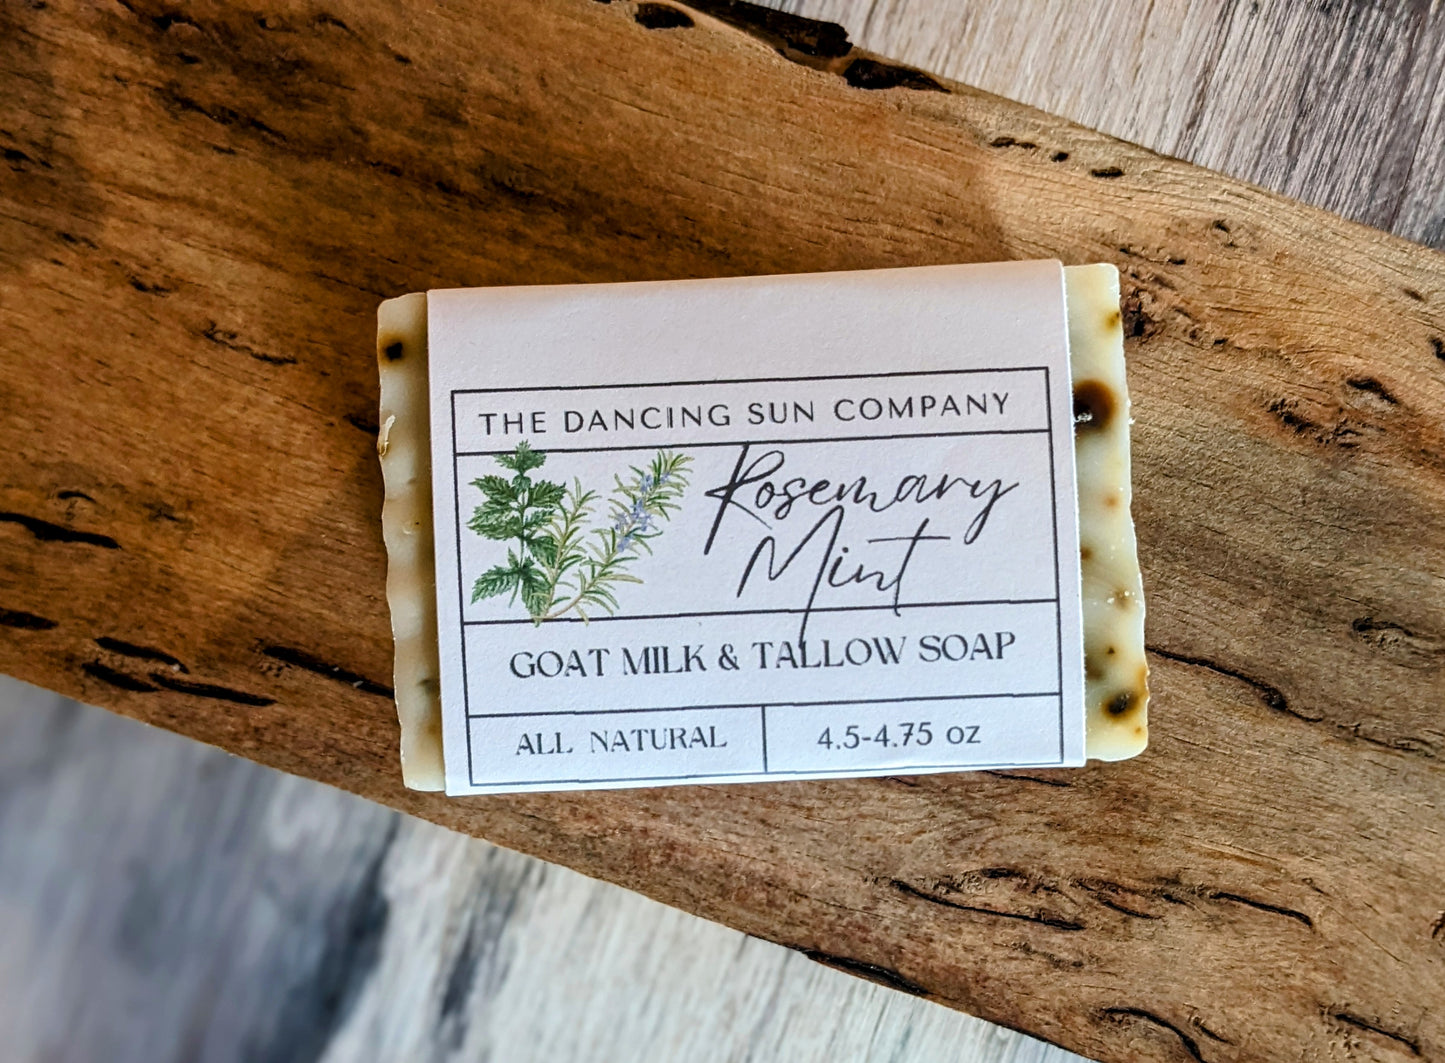 THE DANCING SUN COMPANY
Rosemary
Mint
GOAT MILK & TALLOW SOAP
ALL NATURAL
4.5-4.75 oz